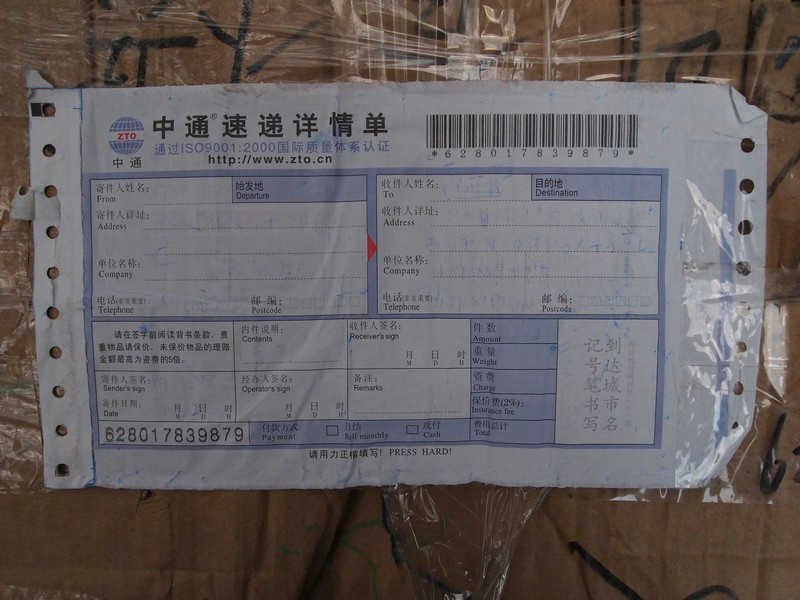 ZTO
中通
中通®速递详情单
通过ISO9001:2000国际质量体系认证
http://www.zto.cn
*628017839879*
寄件人姓名:
From
始发地
Departure
寄件人详址:
Address
单位名称:
Company
电话(非常重要)
Telephone
邮 编:
Postcode
收件人姓名:
To
目的地
Destination
收件人详址:
Address
单位名称:
Company
电话(非常重要)
Telephone
邮 编:
Postcode
请在签字前阅读背书条款, 贵
重物品请保价, 未保价物品的理赔
金额最高为资费的5倍.
内件说明:
Contents
收件人签名:
Receiver's sign
月 日 时
M D H
件 数
Amount
重 量
Weight
资 费
Charge
保价费(2%):
Insurance fee
费用总计
Total
寄件人签名:
Sender's sign
经办人签名:
Operator's sign
备注:
Remarks
寄件日期:
Date
月 日 时
M D H
月 日 时
M D H
628017839879
付款方式
Payment
月结
Sell monthly
现付
Cash
到达城市名
记号笔书写
请用力正楷填写! PRESS HARD!